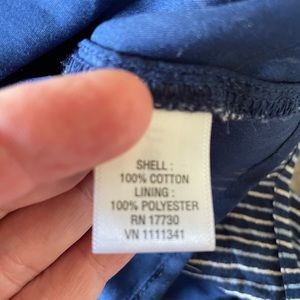 SHELL :
100% COTTON
LINING :
100% POLYESTER
RN 17730
VN 1111341